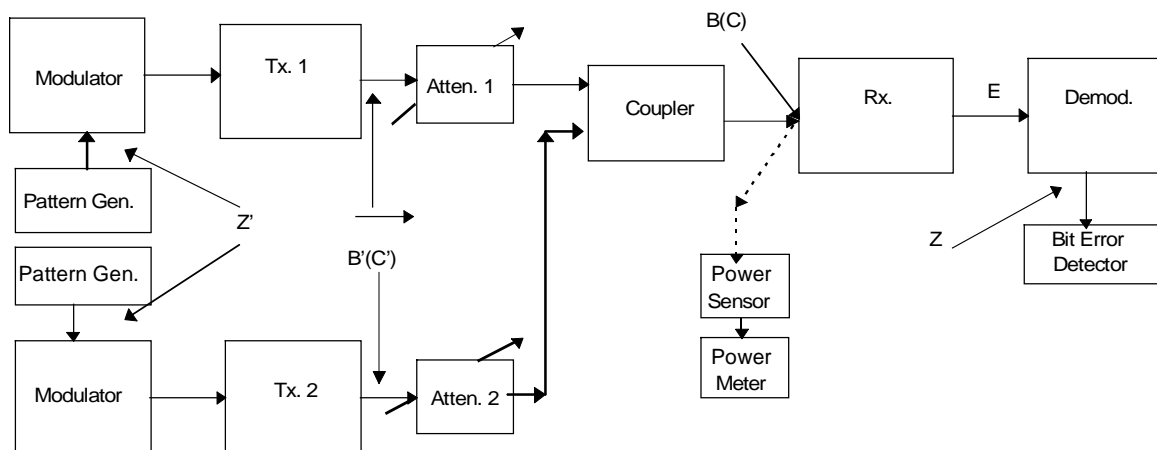 B(C)
Modulator
Tx. 1
Atten. 1
Coupler
Rx.
E
Demod.
Pattern Gen.
Z'
Pattern Gen.
B'(C')
Z
Bit Error
Detector
Power
Sensor
Power
Meter
Modulator
Tx. 2
Atten. 2